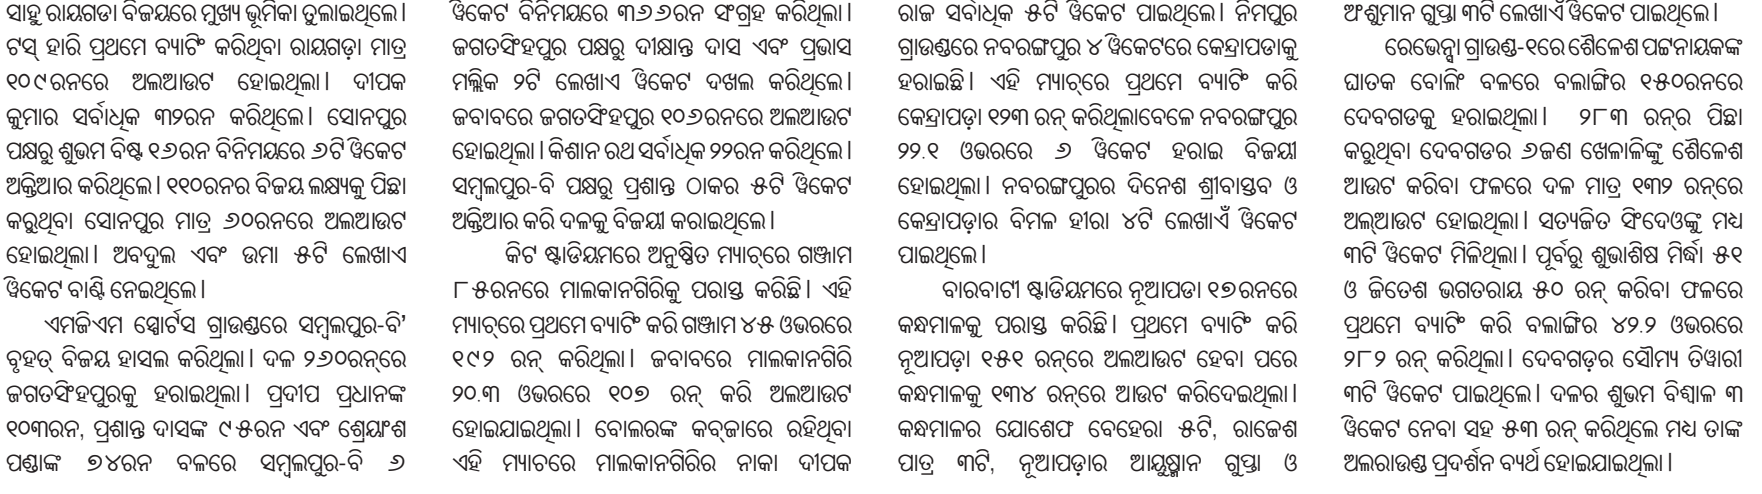 ସାହୁ ରାୟଗଡା ବିଜୟରେ ମୁଖ୍ୟ ଭୂମିକା ତୁଲାଇଥିଲେ।
ଟସ୍ ହାରି ପ୍ରଥମେ ବ୍ୟାଟିଂ କରିଥିବା ରାୟଗଡ଼ା ମାତ୍ର
୧୦୯ରନରେ ଅଲଆଉଟ ହୋଇଥିଲା। ଦୀପକ
କୁମାର ସର୍ବାଧିକ ୩୨ରନ କରିଥିଲେ। ସୋନପୁର
ପକ୍ଷରୁ ଶୁଭମ ବିଷ୍ଟ ୧୬ରନ ବିନିମୟରେ ୬ଟି ୱିକେଟ
ଅକ୍ତିଆର କରିଥିଲେ। ୧୧୦ରନର ବିଜୟ ଲକ୍ଷ୍ୟକୁ ପିଛା
କରୁଥିବା ସୋନପୁର ମାତ୍ର ୬୦ରନରେ ଅଲଆଉଟ
ହୋଇଥିଲା। ଅବଦୁଲ ଏବଂ ଉମା ୫ଟି ଲେଖାଏ
ୱିକେଟ ବାଣ୍ଟି ନେଇଥିଲେ।
ଏମଜିଏମ ସ୍ପୋର୍ଟସ ଗ୍ରାଉଣ୍ଡରେ ସମ୍ବଲପୁର-ବି’
ବୃହତ୍ ବିଜୟ ହାସଲ କରିଥିଲା। ଦଳ ୨୬୦ରନ୍‌ରେ
ଜଗତସିଂହପୁରକୁ ହରାଇଥିଲା। ପ୍ରଦୀପ ପ୍ରଧାନଙ୍କ
୧୦୩ରନ, ପ୍ରଶାନ୍ତ ଦାସଙ୍କ ୯୫ରନ ଏବଂ ଶ୍ରେୟାଂଶ
ପଣ୍ଡାଙ୍କ ୭୪ରନ ବଳରେ ସମ୍ବଲପୁର-ବି ୬
ୱିକେଟ ବିନିମୟରେ ୩୬୬ରନ ସଂଗ୍ରହ କରିଥିଲା।
ଜଗତସିଂହପୁର ପକ୍ଷରୁ ଦୀକ୍ଷାନ୍ତ ଦାସ ଏବଂ ପ୍ରଭାସ
ମଲ୍ଲିକ ୨ଟି ଲେଖାଏ ୱିକେଟ ଦଖଲ କରିଥିଲେ।
ଜବାବରେ ଜଗତସିଂହପୁର ୧୦୬ରନରେ ଅଲଆଉଟ
ହୋଇଥିଲା। କିଶାନ ରଥ ସର୍ବାଧିକ ୨୨ରନ କରିଥିଲେ।
ସମ୍ବଲପୁର-ବି ପକ୍ଷରୁ ପ୍ରଶାନ୍ତ ଠାକର ୫ଟି ୱିକେଟ
ଅକ୍ତିଆର କରି ଦଳକୁ ବିଜୟୀ କରାଇଥିଲେ।
କିଟ ଷ୍ଟାଡିୟମରେ ଅନୁଷ୍ଠିତ ମ୍ୟାଚ୍‌ରେ ଗଞ୍ଜାମ
୮୫ରନରେ ମାଲକାନଗିରିକୁ ପରାସ୍ତ କରିଛି। ଏହି
ମ୍ୟାଚ୍‌ରେ ପ୍ରଥମେ ବ୍ୟାଟିଂ କରି ଗଞ୍ଜାମ ୪୫ ଓଭରରେ
୧୯୨ ରନ୍ କରିଥିଲା। ଜବାବରେ ମାଲକାନଗିରି
୨୦.୩ ଓଭରରେ ୧୦୭ ରନ୍ କରି ଅଲଆଉଟ
ହୋଇଯାଇଥିଲା। ବୋଲରଙ୍କ କବ୍‌ଜାରେ ରହିଥିବା
ଏହି ମ୍ୟାଚରେ ମାଲକାନଗିରିର ନାକା ଦୀପକ
ରାଜ ସର୍ବାଧିକ ୫ଟି ୱିକେଟ ପାଇଥିଲେ। ନିମପୁର
ଗ୍ରାଉଣ୍ଡରେ ନବରଙ୍ଗପୁର ୪ ୱିକେଟରେ କେନ୍ଦ୍ରାପଡାକୁ
ହରାଇଛି। ଏହି ମ୍ୟାଚ୍‌ରେ ପ୍ରଥମେ ବ୍ୟାଟିଂ କରି
କେନ୍ଦ୍ରାପଡ଼ା ୧୨୩ ରନ୍ କରିଥିଲାବେଳେ ନବରଙ୍ଗପୁର
୨୨.୧ ଓଭରରେ ୬ ୱିକେଟ ହରାଇ ବିଜୟୀ
ହୋଇଥିଲା। ନବରଙ୍ଗପୁରର ଦିନେଶ ଶ୍ରୀବାସ୍ତବ ଓ
କେନ୍ଦ୍ରାପଡ଼ାର ବିମଳ ହୀରା ୪ଟି ଲେଖାଏଁ ୱିକେଟ
ପାଇଥିଲେ।
ବାରବାଟୀ ଷ୍ଟାଡିୟମରେ ନୂଆପଡା ୧୭ରନରେ
କନ୍ଧମାଳକୁ ପରାସ୍ତ କରିଛି। ପ୍ରଥମେ ବ୍ୟାଟିଂ କରି
ନୂଆପଡ଼ା ୧୫୧ ରନ୍‌ରେ ଅଲଆଉଟ ହେବା ପରେ
କନ୍ଧମାଳକୁ ୧୩୪ ରନ୍‌ରେ ଆଉଟ କରିଦେଇଥିଲା।
କନ୍ଧମାଳର ଯୋଶେଫ ବେହେରା ୫ଟି, ରାଜେଶ
ପାତ୍ର ୩ଟି, ନୂଆପଡ଼ାର ଆୟୁଷ୍ମାନ ଗୁପ୍ତା ଓ
ଅଂଶୁମାନ ଗୁପ୍ତା ୩ଟି ଲେଖାଏଁ ୱିକେଟ ପାଇଥିଲେ।
ରେଭେନ୍ସା ଗ୍ରାଉଣ୍ଡ-୧ରେ ଶୈଳେଶ ପଟ୍ଟନାୟକଙ୍କ
ଘାତକ ବୋଲିଂ ବଳରେ ବଲାଙ୍ଗିର ୧୫୦ରନରେ
ଦେବଗଡକୁ ହରାଇଥିଲା। ୨୮୩ ରନ୍‌ର ପିଛା
କରୁଥିବା ଦେବଗଡର ୬ଜଣ ଖେଳାଳିଙ୍କୁ ଶୈଳେଶ
ଆଉଟ କରିବା ଫଳରେ ଦଳ ମାତ୍ର ୧୩୨ ରନ୍‌ରେ
ଅଲ୍‌ଆଉଟ ହୋଇଥିଲା। ସତ୍ୟଜିତ ସିଂଦେଓଙ୍କୁ ମଧ୍ୟ
୩ଟି ୱିକେଟ ମିଳିଥିଲା। ପୂର୍ବରୁ ଶୁଭାଶିଷ ମିର୍ଦ୍ଧା ୫୧
ଓ ଜିତେଶ ଭଗତରାୟ ୫୦ ରନ୍ କରିବା ଫଳରେ
ପ୍ରଥମେ ବ୍ୟାଟିଂ କରି ବଲାଙ୍ଗିର ୪୨.୨ ଓଭରରେ
୨୮୨ ରନ୍ କରିଥିଲା। ଦେବଗଡ଼ର ସୌମ୍ୟ ତିୱାରୀ
୩ଟି ୱିକେଟ ପାଇଥିଲେ। ଦଳର ଶୁଭମ ବିଶ୍ୱାଳ ୩
ୱିକେଟ ନେବା ସହ ୫୩ ରନ୍ କରିଥିଲେ ମଧ୍ୟ ତାଙ୍କ
ଅଲରାଉଣ୍ଡ ପ୍ରଦର୍ଶନ ବ୍ୟର୍ଥ ହୋଇଯାଇଥିଲା।